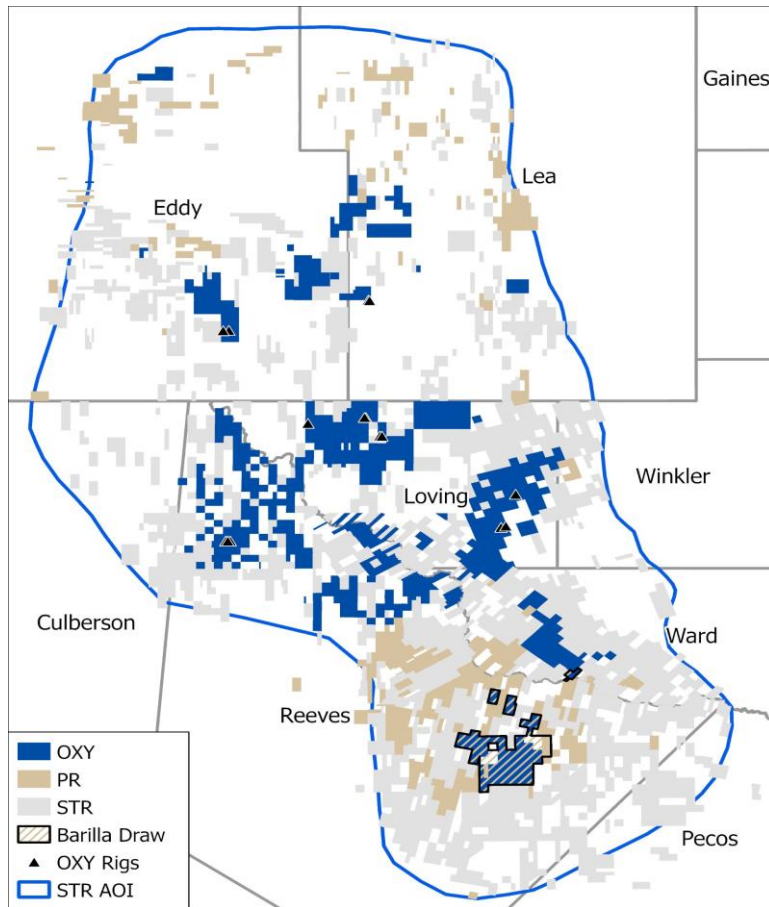 Gaines
Lea
Eddy
Winkler
Loving
Culberson
Ward
Reeves
Pecos
OXY
PR
STR
Barilla Draw
OXY Rigs
STR AOI